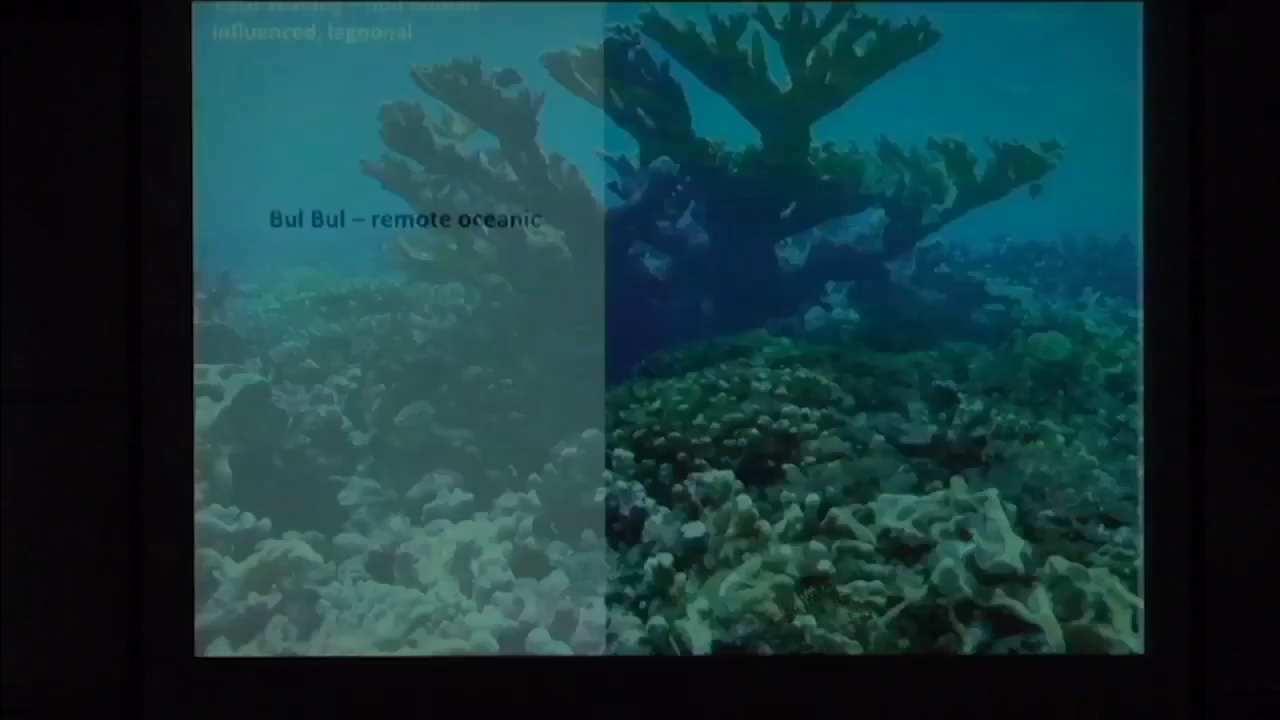 influenced, lagoonal
Bul Bul – remote oceanic